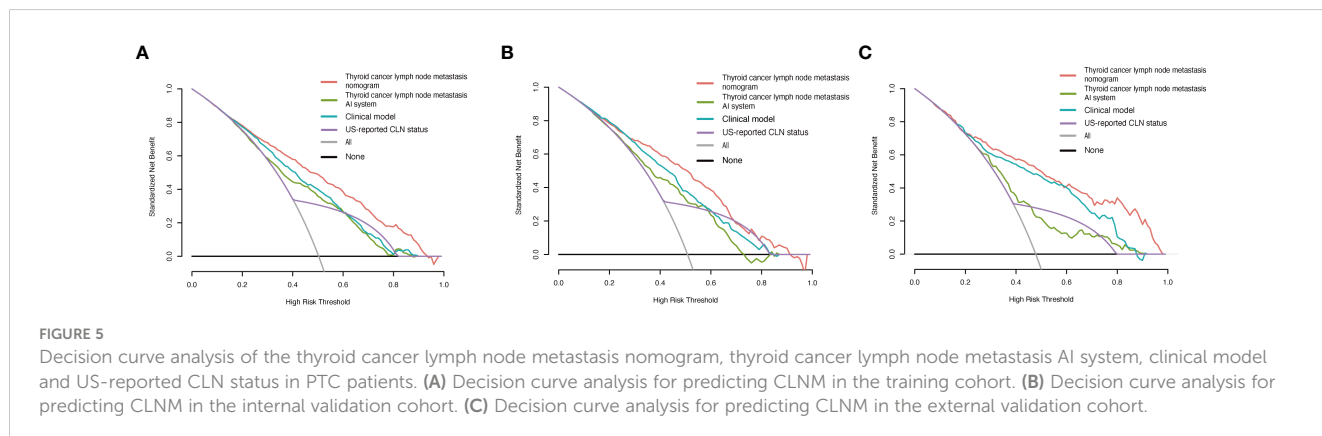 A
B
C
Thyroid cancer lymph node metastasis
nomogram
Thyroid cancer lymph node metastasis
AI system
Clinical model
US-reported CLN status
All
None
Standardized Net Benefit
1.0
0.8
0.6
0.4
0.2
0.0
0.0 0.2 0.4 0.6 0.8 1.0
High Risk Threshold
Thyroid cancer lymph node metastasis
nomogram
Thyroid cancer lymph node metastasis
AI system
Clinical model
US-reported CLN status
All
None
Standardized Net Benefit
1.0
0.8
0.6
0.4
0.2
0.0
0.0 0.2 0.4 0.6 0.8 1.0
High Risk Threshold
Thyroid cancer lymph node metastasis
nomogram
Thyroid cancer lymph node metastasis
AI system
Clinical model
US-reported CLN status
All
None
Standardized Net Benefit
1.0
0.8
0.6
0.4
0.2
0.0
0.0 0.2 0.4 0.6 0.8 1.0
High Risk Threshold
FIGURE 5
Decision curve analysis of the thyroid cancer lymph node metastasis nomogram, thyroid cancer lymph node metastasis AI system, clinical model
and US-reported CLN status in PTC patients. (A) Decision curve analysis for predicting CLNM in the training cohort. (B) Decision curve analysis for
predicting CLNM in the internal validation cohort. (C) Decision curve analysis for predicting CLNM in the external validation cohort.